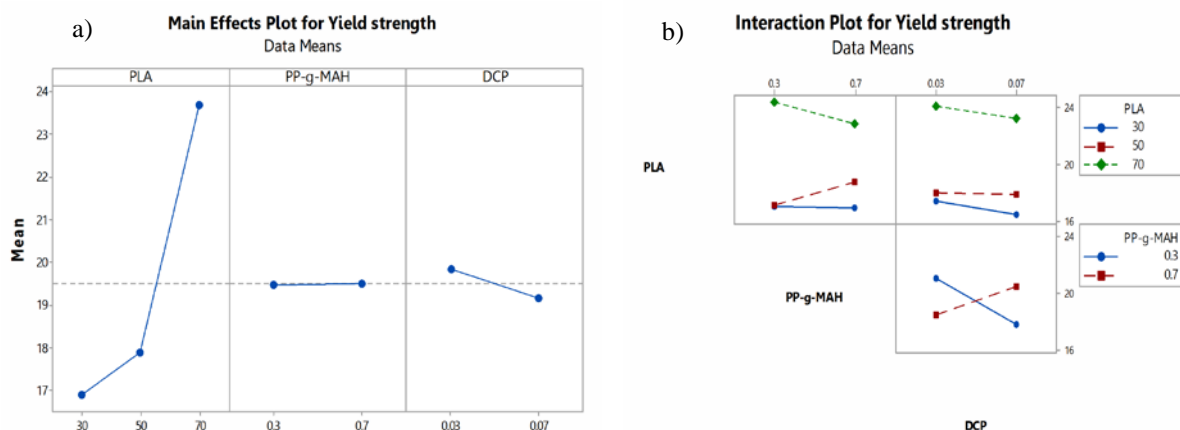 a)
Main Effects Plot for Yield strength
Data Means
PLA PP-g-MAH DCP
24
23
22
21
20
19
18
17
Mean
30 50 70 0.3 0.7 0.03 0.07
b)
Interaction Plot for Yield strength
Data Means
0.3 0.7 0.03 0.07
24
20
16
PLA
PLA
30
50
70
24
20
16
PP-g-MAH
PP-g-MAH
0.3
0.7
DCP